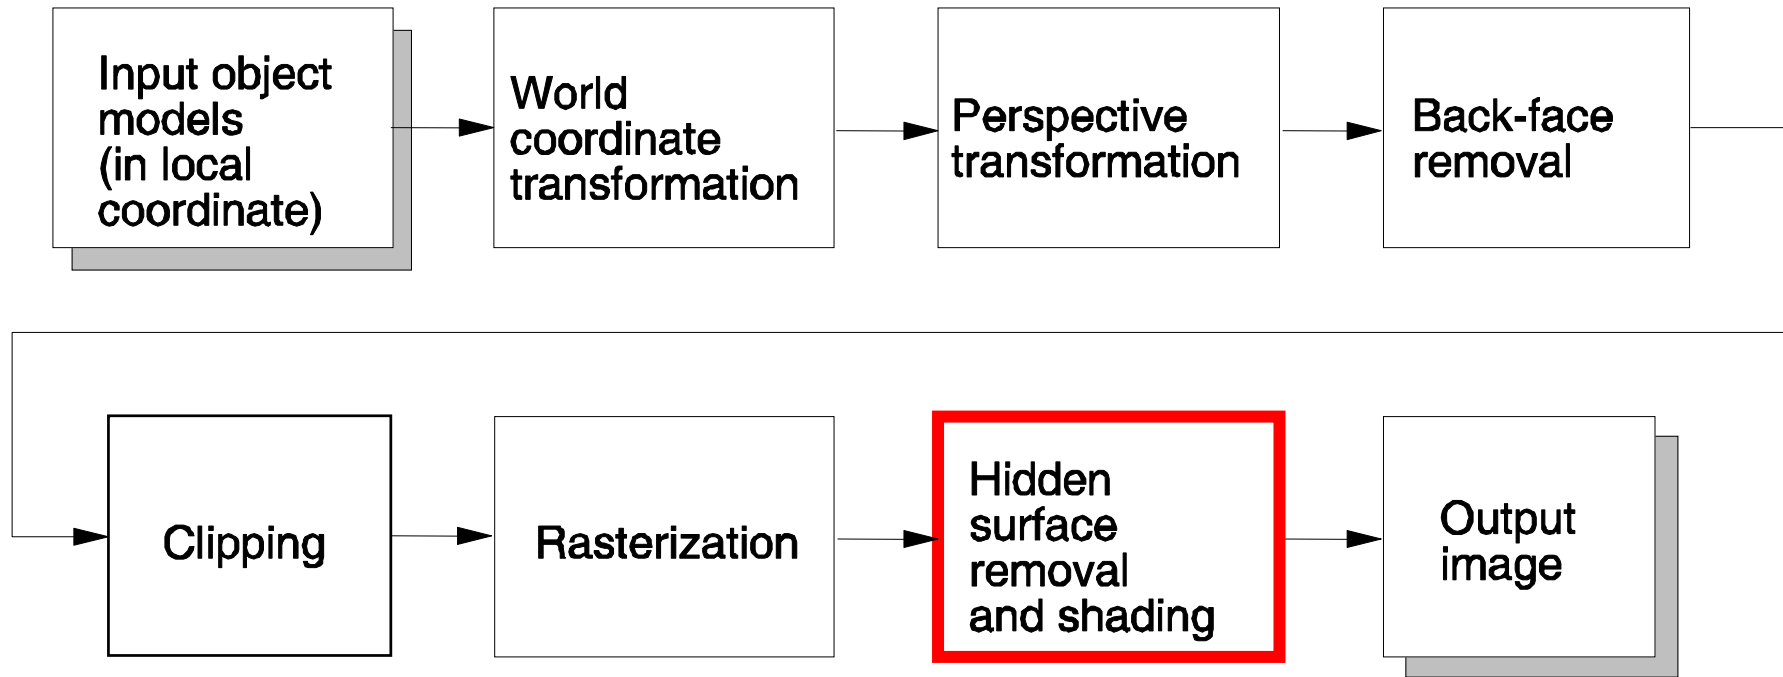 Input object
models
(in local
coordinate)
World
coordinate
transformation
Perspective
transformation
Back-face
removal
Clipping
Rasterization
Hidden
surface
removal
and shading
Output
image